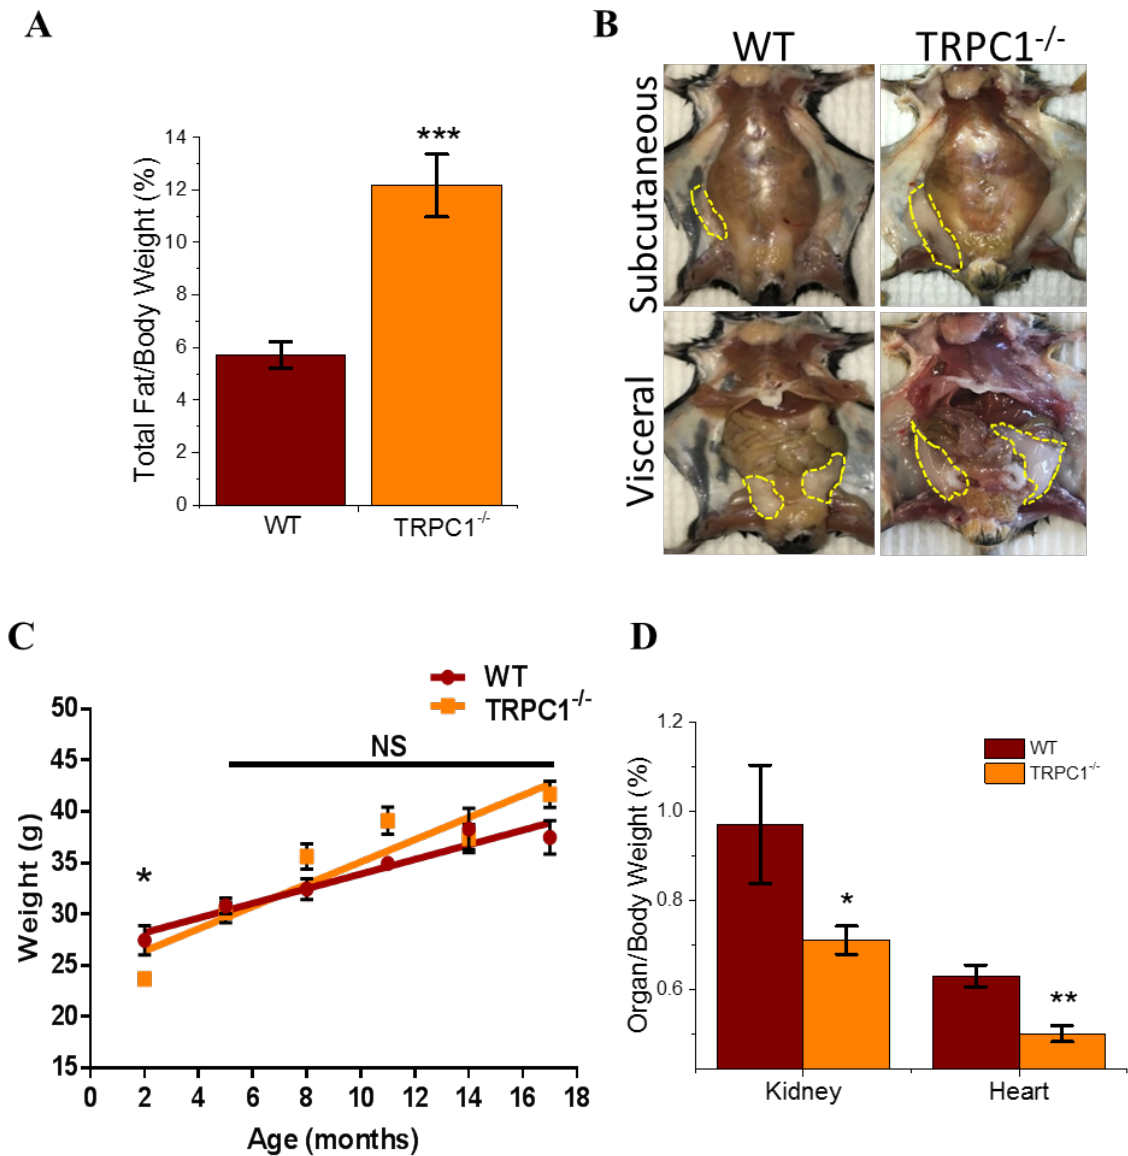 A
Total Fat/Body Weight (%)
14
12
10
8
6
4
2
0
***
WT
TRPC1-/-
B
WT
TRPC1-/-
Subcutaneous
Visceral
C
WT
TRPC1-/-
Weight (g)
50
45
40
35
30
25
20
15
NS
*
0 2 4 6 8 10 12 14 16 18
Age (months)
D
Organ/Body Weight (%)
1.2
1.0
0.8
0.6
WT
TRPC1-/-
*
**
Kidney Heart